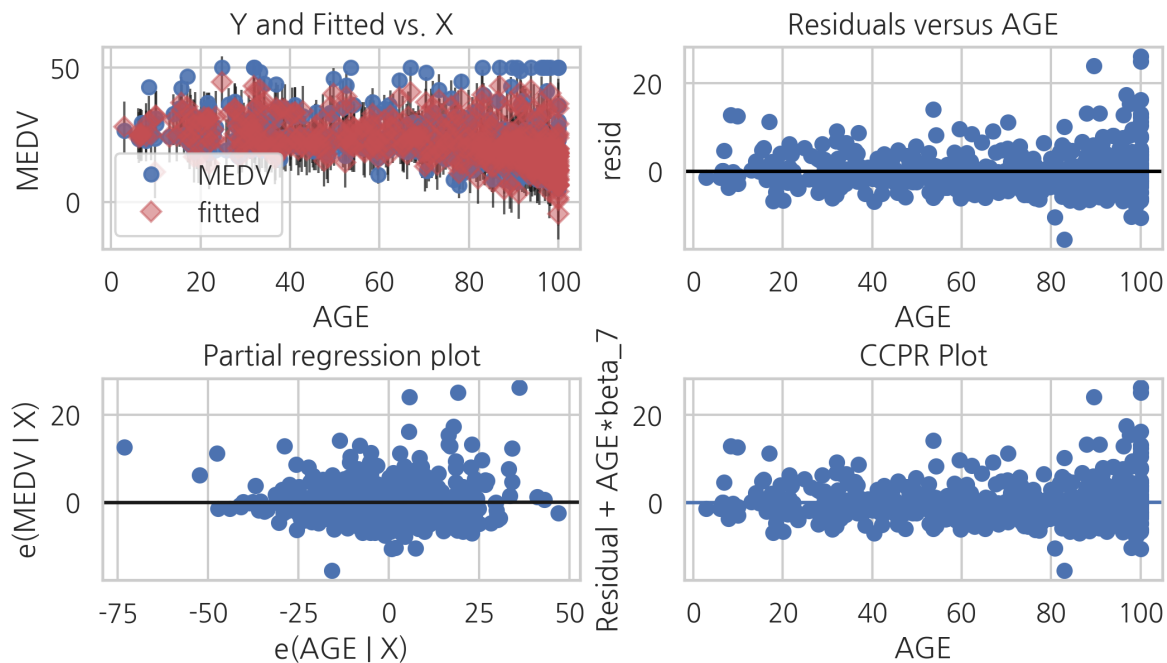 Y and Fitted vs. X
MEDV
50
0
MEDV
fitted
0 20 40 60 80 100
AGE
Residuals versus AGE
resid
20
0
0 20 40 60 80 100
AGE
Partial regression plot
e(MEDV | X)
20
0
-75 -50 -25 0 25 50
e(AGE | X)
CCPR Plot
Residual + AGE*beta_7
20
0
0 20 40 60 80 100
AGE